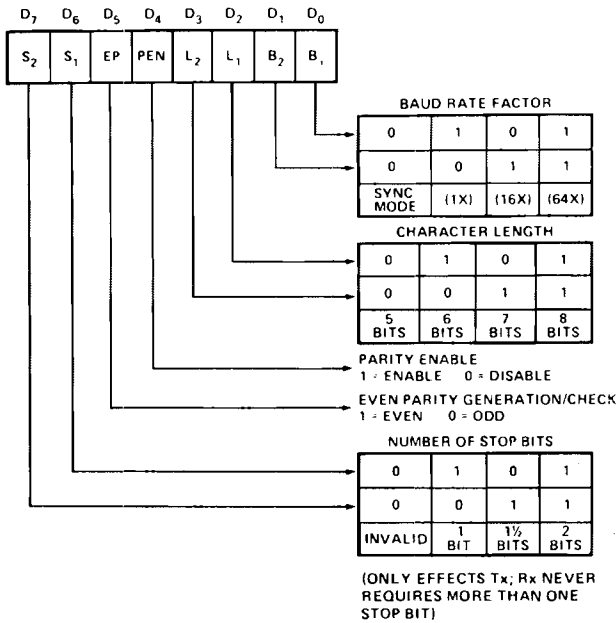 D7 D6 D5 D4 D3 D2 D1 D0
S2 S1 EP PEN L2 L1 B2 B1
BAUD RATE FACTOR
0 1 0 1
0 0 1 1
SYNC MODE (1X) (16X) (64X)
CHARACTER LENGTH
0 1 0 1
0 0 1 1
5 BITS 6 BITS 7 BITS 8 BITS
PARITY ENABLE
1 = ENABLE 0 = DISABLE
EVEN PARITY GENERATION/CHECK
1 = EVEN 0 = ODD
NUMBER OF STOP BITS
0 1 0 1
0 0 1 1
INVALID 1 BIT 1½ BITS 2 BITS
(ONLY EFFECTS Tx; Rx NEVER
REQUIRES MORE THAN ONE
STOP BIT)